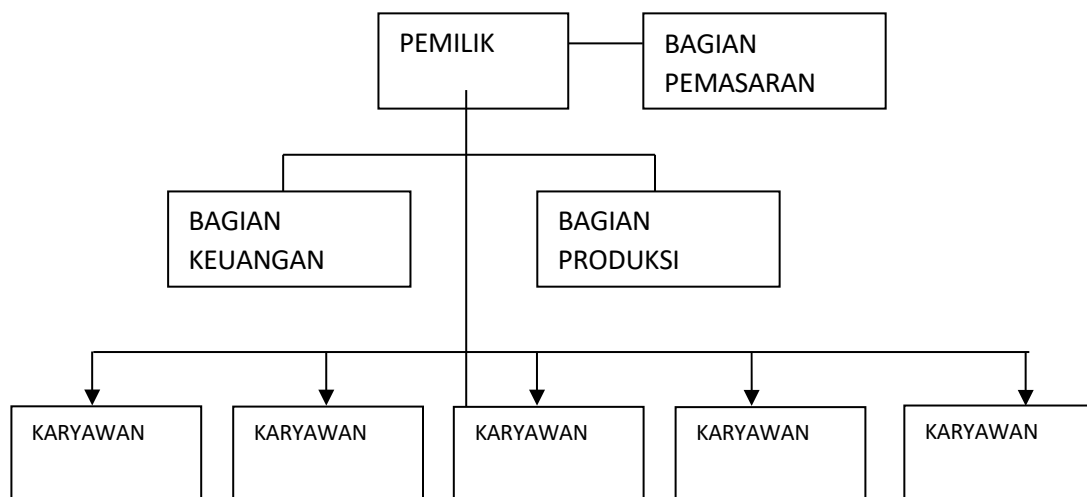 PEMILIK
BAGIAN
PEMASARAN
BAGIAN
KEUANGAN
BAGIAN
PRODUKSI
KARYAWAN
KARYAWAN
KARYAWAN
KARYAWAN
KARYAWAN